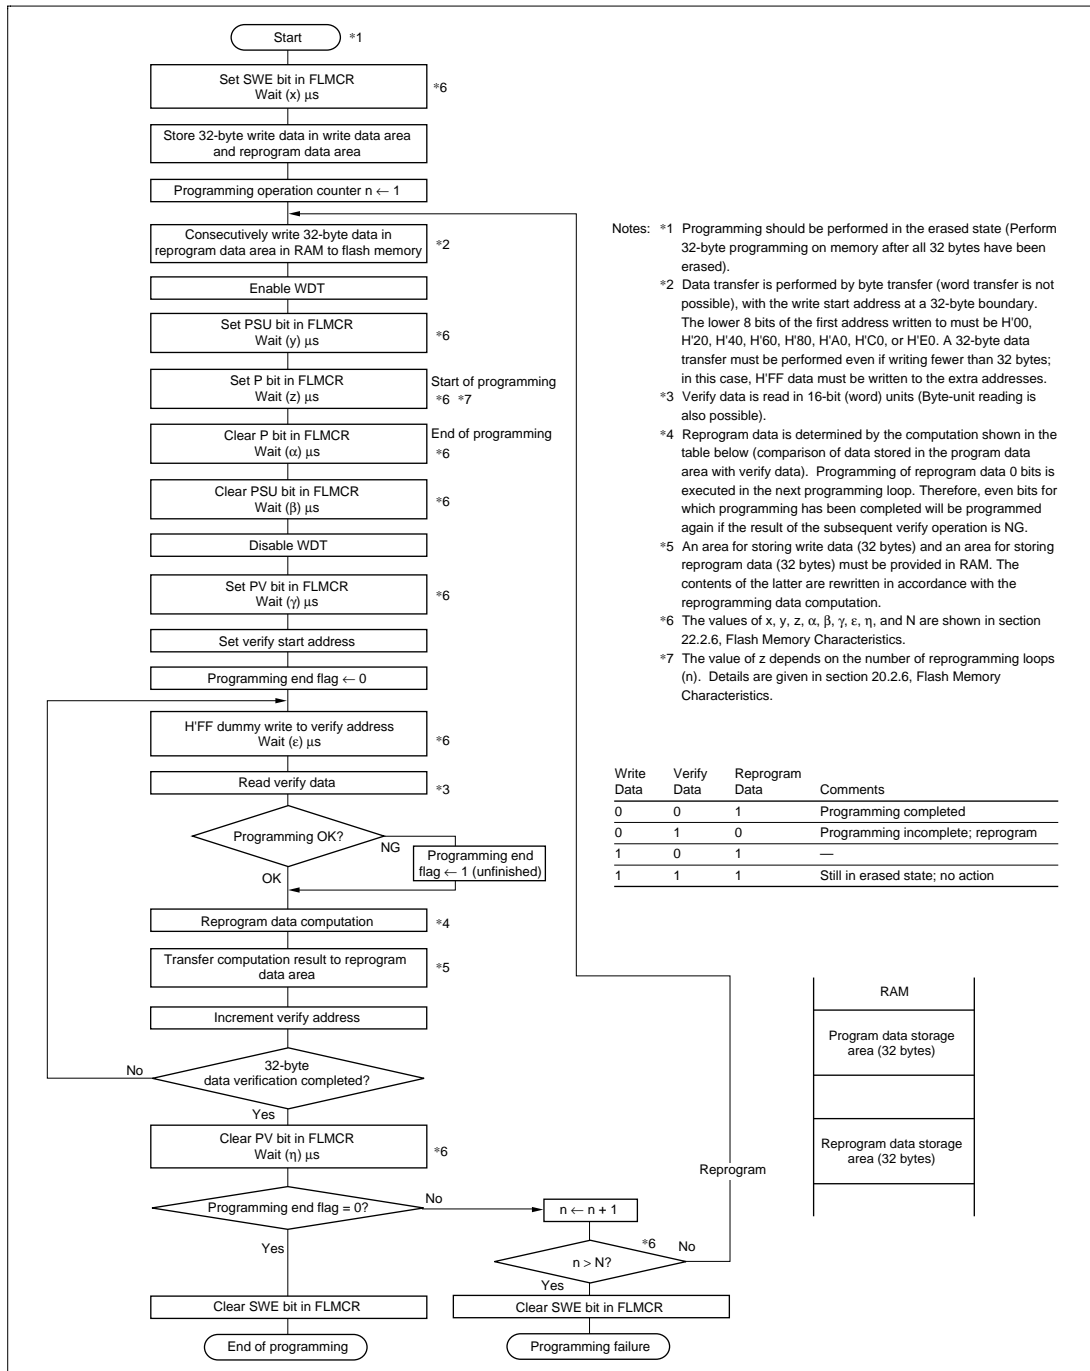 Start *1
Set SWE bit in FLMCR
Wait (x) μs
*6
Store 32-byte write data in write data area
and reprogram data area
Programming operation counter n ← 1
Consecutively write 32-byte data in
reprogram data area in RAM to flash memory
*2
Enable WDT
Set PSU bit in FLMCR
Wait (y) μs
*6
Set P bit in FLMCR
Wait (z) μs
Start of programming
*6 *7
Clear P bit in FLMCR
Wait (α) μs
End of programming
*6
Clear PSU bit in FLMCR
Wait (β) μs
*6
Disable WDT
Set PV bit in FLMCR
Wait (γ) μs
*6
Set verify start address
Programming end flag ← 0
H'FF dummy write to verify address
Wait (ε) μs
*6
Read verify data
*3
Programming OK?
NG
Programming end
flag ← 1 (unfinished)
OK
Reprogram data computation
*4
Transfer computation result to reprogram
data area
*5
Increment verify address
32-byte
data verification completed?
No
Yes
Clear PV bit in FLMCR
Wait (η) μs
*6
Reprogram
Programming end flag = 0?
No
n ← n + 1
Yes
*6
n > N?
No
Yes
Clear SWE bit in FLMCR
Clear SWE bit in FLMCR
End of programming
Programming failure
Notes: *1 Programming should be performed in the erased state (Perform
32-byte programming on memory after all 32 bytes have been
erased).
*2 Data transfer is performed by byte transfer (word transfer is not
possible), with the write start address at a 32-byte boundary.
The lower 8 bits of the first address written to must be H'00,
H'20, H'40, H'60, H'80, H'A0, H'C0, or H'E0. A 32-byte data
transfer must be performed even if writing fewer than 32 bytes;
in this case, H'FF data must be written to the extra addresses.
*3 Verify data is read in 16-bit (word) units (Byte-unit reading is
also possible).
*4 Reprogram data is determined by the computation shown in the
table below (comparison of data stored in the program data
area with verify data). Programming of reprogram data 0 bits is
executed in the next programming loop. Therefore, even bits for
which programming has been completed will be programmed
again if the result of the subsequent verify operation is NG.
*5 An area for storing write data (32 bytes) and an area for storing
reprogram data (32 bytes) must be provided in RAM. The
contents of the latter are rewritten in accordance with the
reprogramming data computation.
*6 The values of x, y, z, α, β, γ, ε, η, and N are shown in section
22.2.6, Flash Memory Characteristics.
*7 The value of z depends on the number of reprogramming loops
(n). Details are given in section 20.2.6, Flash Memory
Characteristics.
Write Verify Reprogram
Data Data Data Comments
0 0 1 Programming completed
0 1 0 Programming incomplete; reprogram
1 0 1 —
1 1 1 Still in erased state; no action
RAM
Program data storage
area (32 bytes)
Reprogram data storage
area (32 bytes)